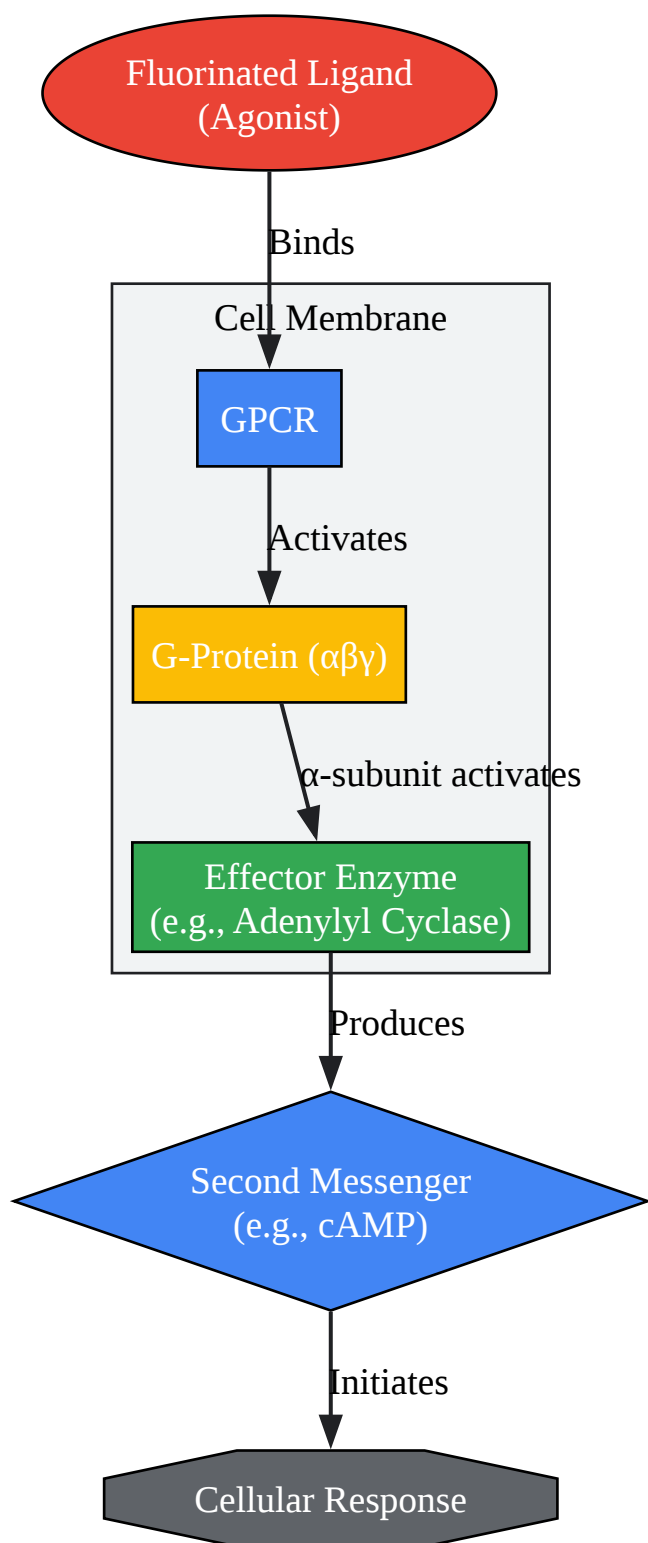 Fluorinated Ligand
(Agonist)
Binds
Cell Membrane
GPCR
Activates
G-Protein (αβγ)
α-subunit activates
Effector Enzyme
(e.g., Adenylyl Cyclase)
Produces
Second Messenger
(e.g., cAMP)
Initiates
Cellular Response